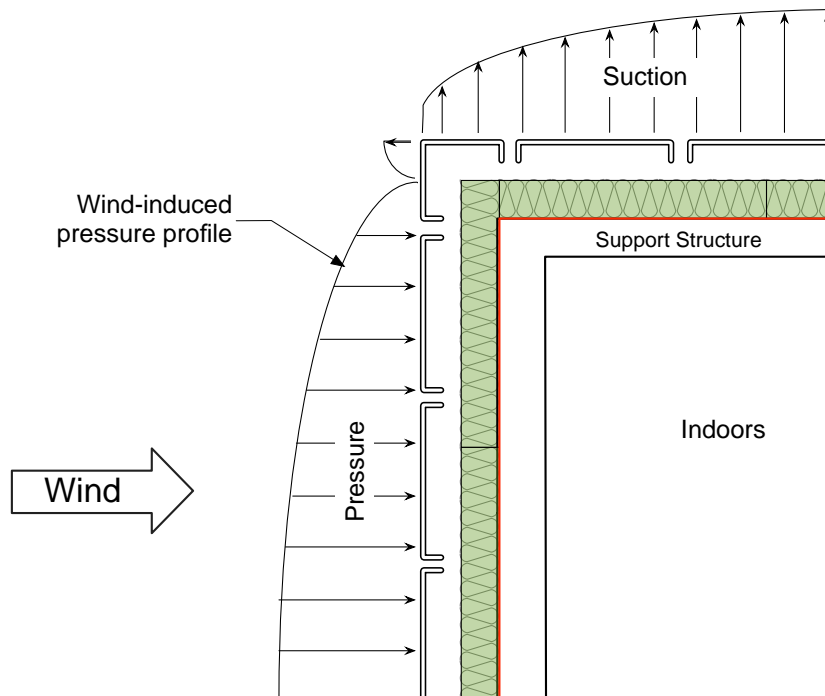 Suction
Wind-induced
pressure profile
Support Structure
Indoors
Pressure
Wind